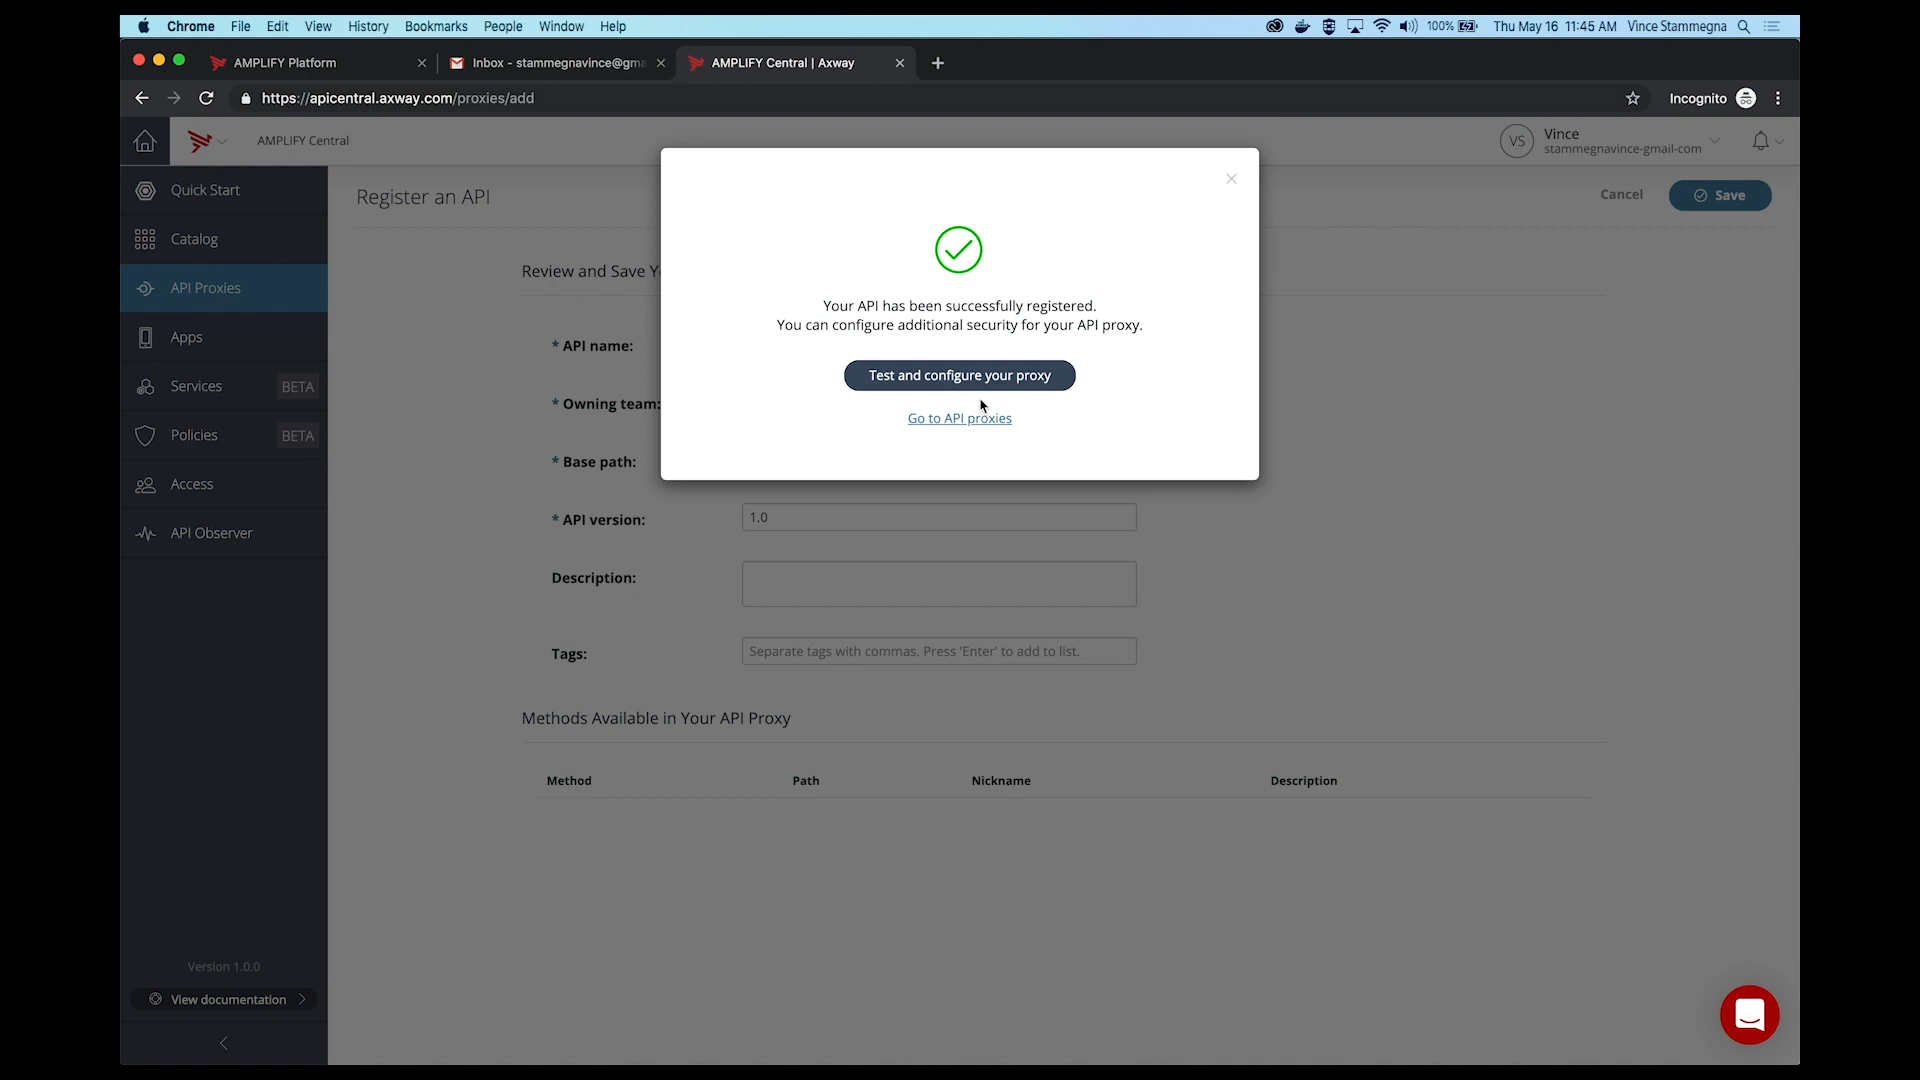 Chrome File Edit View History Bookmarks People Window Help 100% Thu May 16 11:45 AM Vince Stammegna
AMPLIFY Platform Inbox - stammegnavince@gma AMPLIFY Central | Axway
https://apicentral.axway.com/proxies/add Incognito
AMPLIFY Central VS Vince
stammegnavince-gmail-com
Quick Start
Catalog
API Proxies
Apps
Services BETA
Policies BETA
Access
API Observer
Version 1.0.0
View documentation
Register an API Cancel Save
Review and Save Y
* API name:
* Owning team:
* Base path:
* API version: 1.0
Description:
Tags: Separate tags with commas. Press 'Enter' to add to list.
Methods Available in Your API Proxy
Method Path Nickname Description
Your API has been successfully registered.
You can configure additional security for your API proxy.
Test and configure your proxy
Go to API proxies